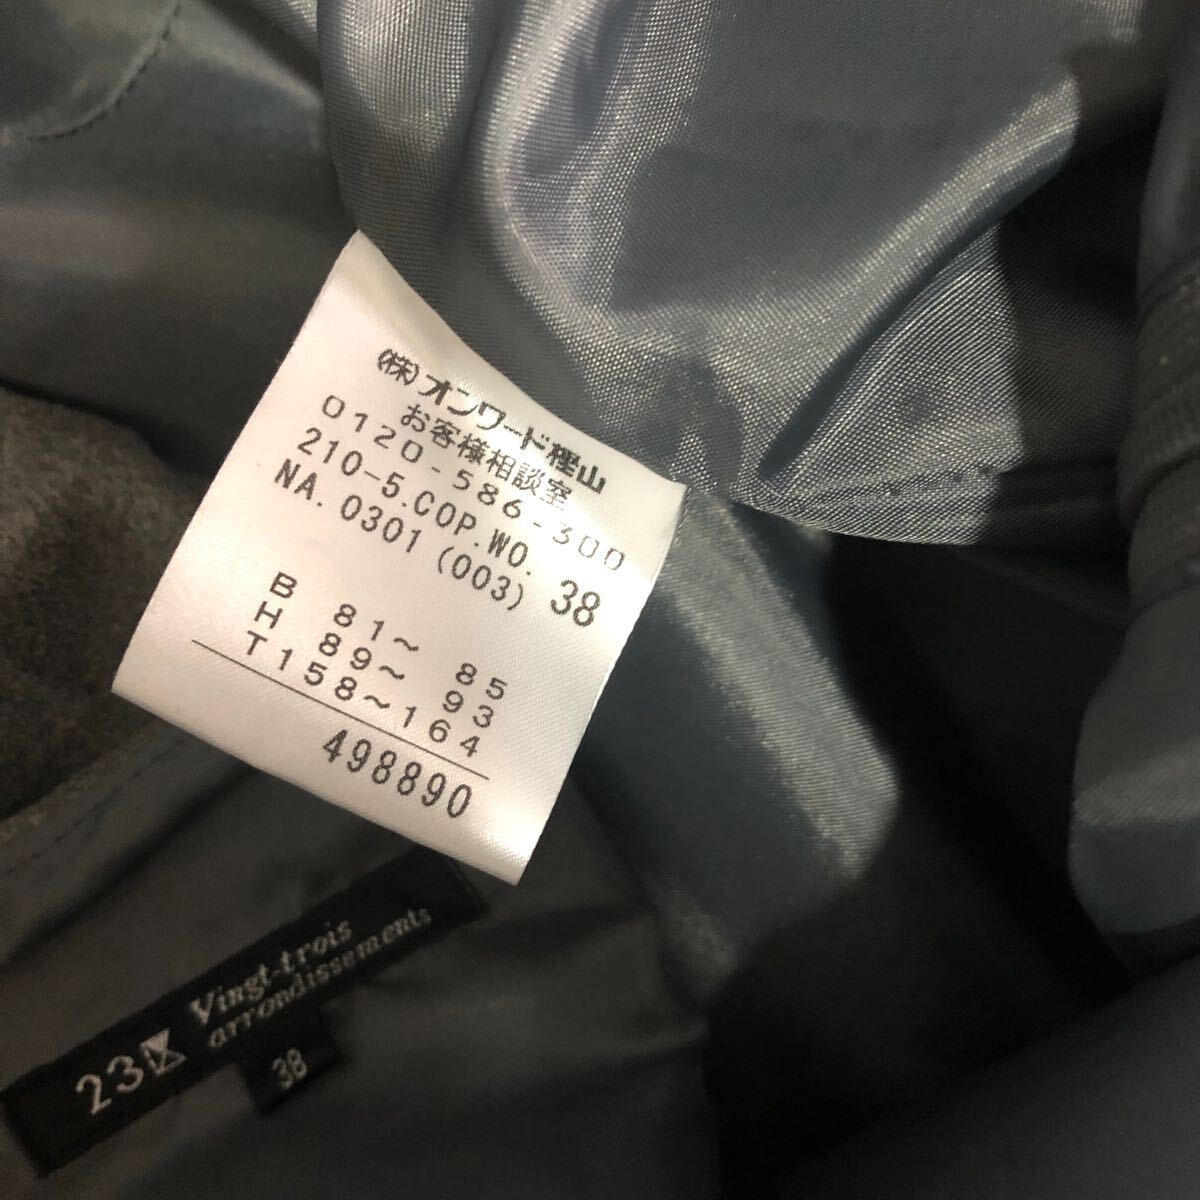 (株)オンワード樫山
お客様相談室
0120-586-300
210-5.COP.WO.
NA.0301(003) 38
B 81～ 85
H 89～ 93
T158～164
498890
23区 Vingt-trois
arrondissements
38